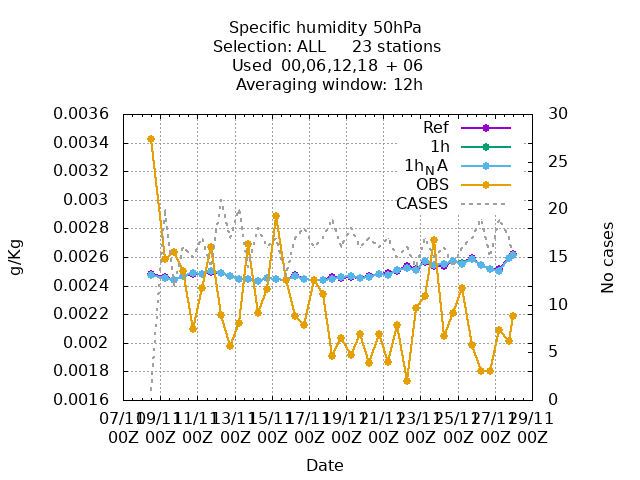 Specific humidity 50hPa
Selection: ALL 23 stations
Used 00,06,12,18 + 06
Averaging window: 12h
Ref
1h
1h_NA
OBS
CASES
0.0036
0.0034
0.0032
0.003
0.0028
0.0026
0.0024
0.0022
0.002
0.0018
0.0016
g/Kg
30
25
20
15
10
5
0
No cases
07/11 09/11 11/11 13/11 15/11 17/11 19/11 21/11 23/11 25/11 27/11 29/11
00Z 00Z 00Z 00Z 00Z 00Z 00Z 00Z 00Z 00Z 00Z 00Z
Date